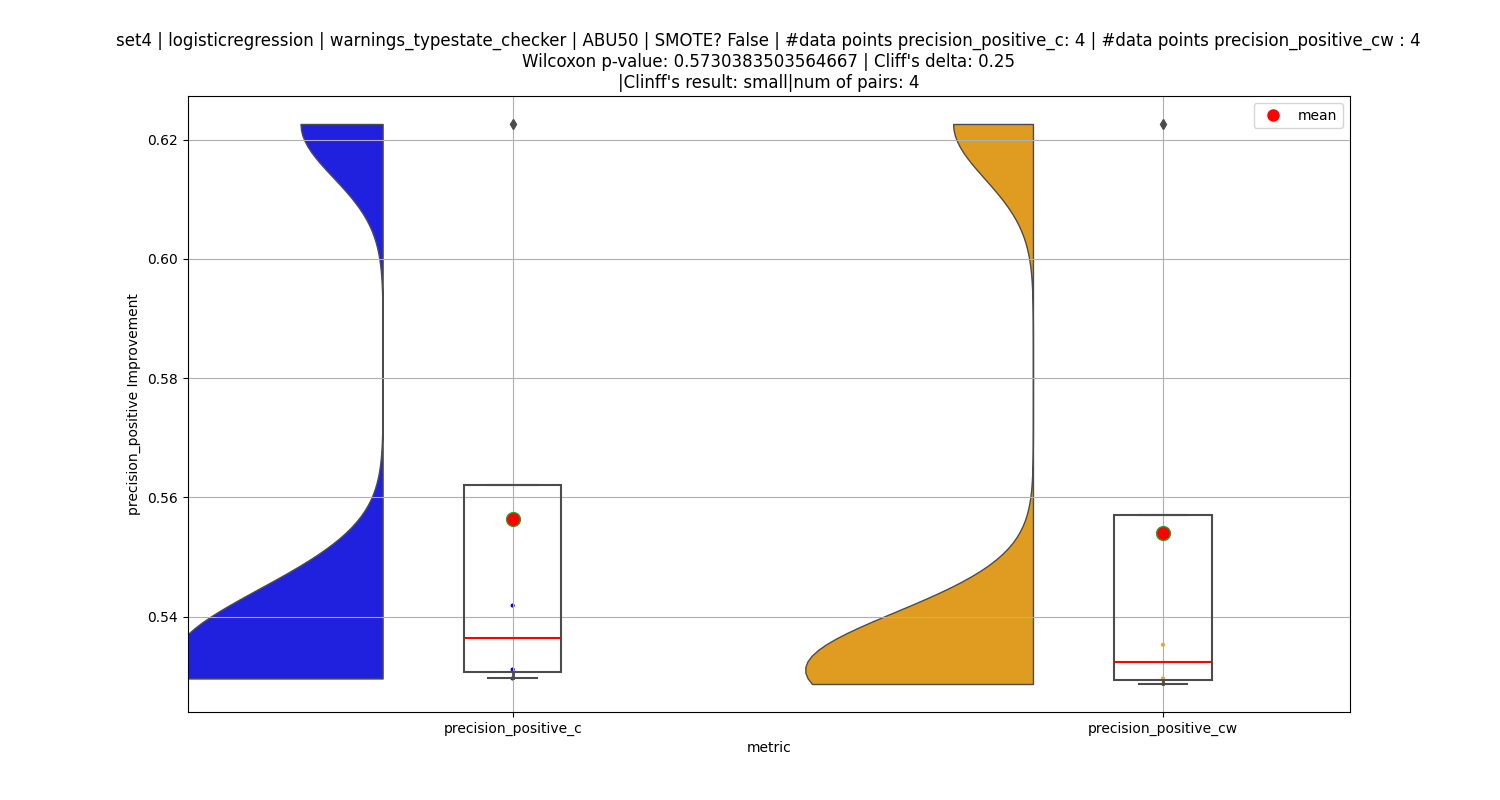 set4 | logisticregression | warnings_typestate_checker | ABU50 | SMOTE? False | #data points precision_positive_c: 4 | #data points precision_positive_cw : 4
Wilcoxon p-value: 0.5730383503564667 | Cliff's delta: 0.25
|Clinff's result: small|num of pairs: 4
mean
0.62
0.60
0.58
0.56
0.54
precision_positive Improvement
precision_positive_c
precision_positive_cw
metric